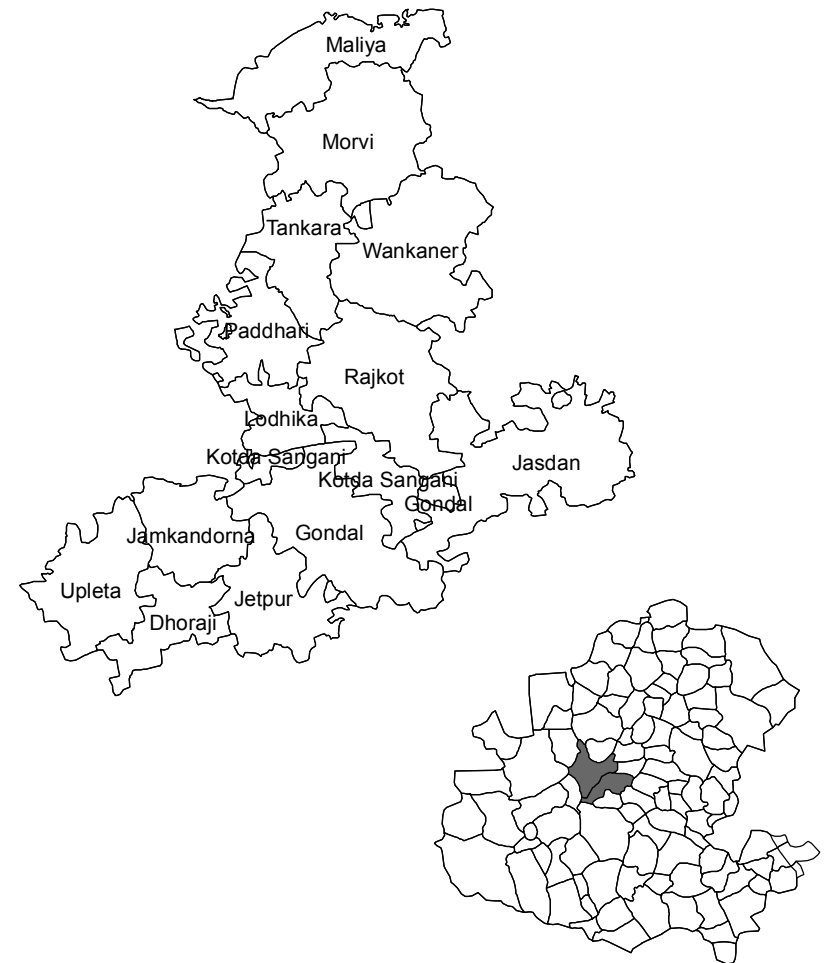 Maliya
Morvi
Tankara
Wankaner
Paddhari
Rajkot
Lodhika
Kotda Sangani
Jasdan
Kotda Sangani
Gondal
Gondal
Jamkandorna
Upleta
Jetpur
Dhoraji